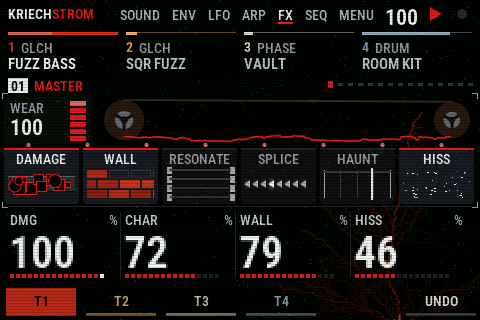 KRIECHSTROM SOUND ENV LFO ARP FX SEQ MENU 100
1 GLCH 2 GLCH 3 PHASE 4 DRUM
FUZZ BASS SQR FUZZ VAULT ROOM KIT
01 MASTER
WEAR
100
DAMAGE WALL RESONATE SPLICE HAUNT HISS
DMG % CHAR % WALL % HISS %
100 72 79 46
T1 T2 T3 T4 UNDO